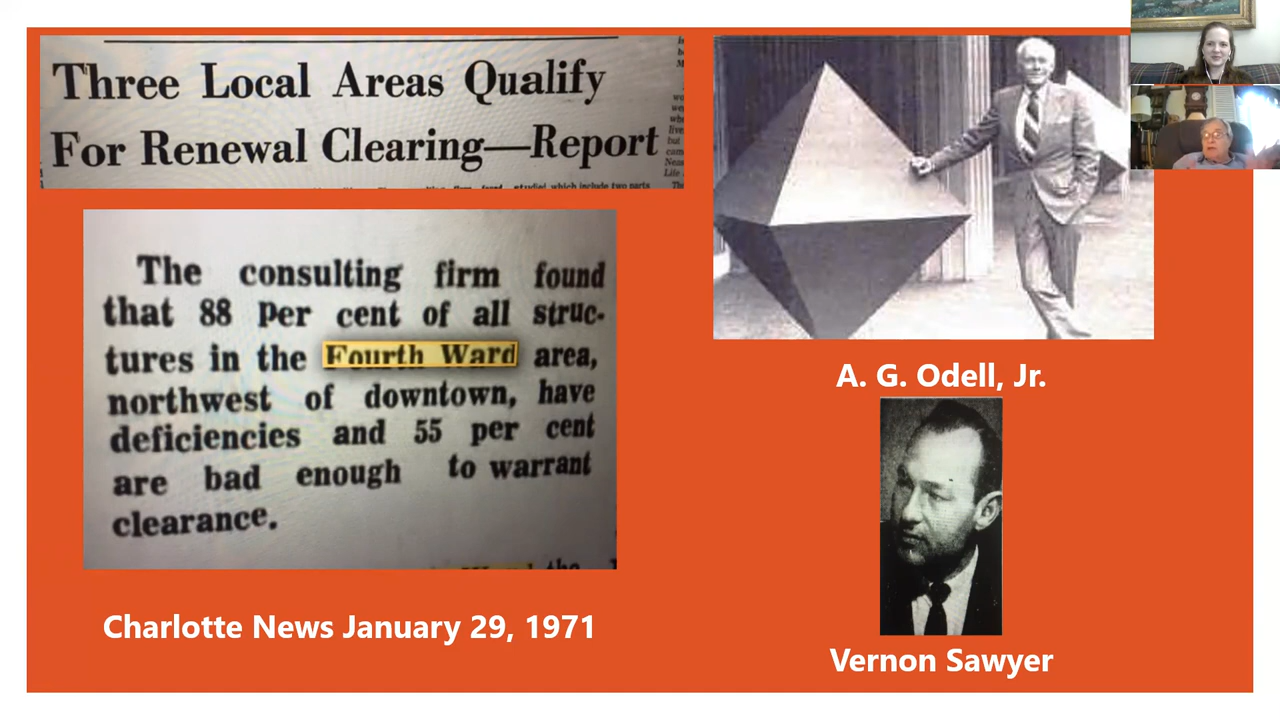 Three Local Areas Qualify
For Renewal Clearing—Report
The consulting firm found
that 88 Per cent of all struc-
tures in the Fourth Ward area,
northwest of downtown, have
deficiencies and 55 per cent
are bad enough to warrant
clearance.
Charlotte News January 29, 1971
A. G. Odell, Jr.
Vernon Sawyer